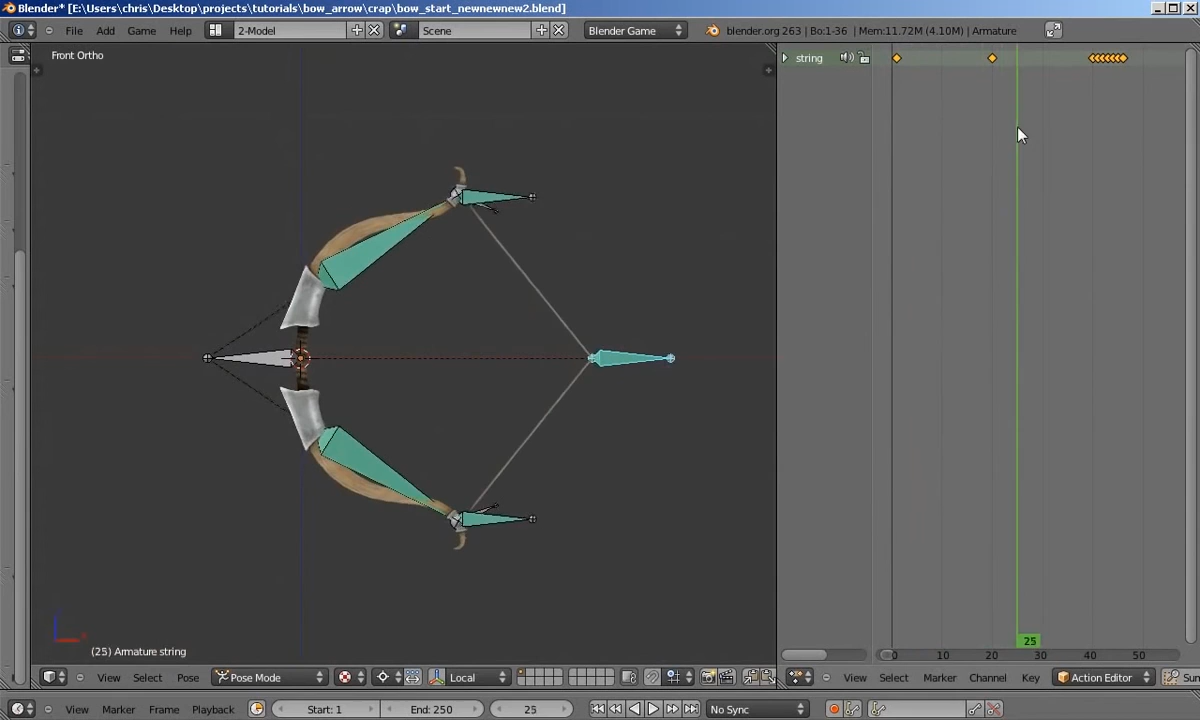 Blender* [E:\Users\chris\Desktop\projects\tutorials\bow_arrow\crap\bow_start_newnewnew2.blend]
File Add Game Help 2-Model Scene Blender Game blender.org 263 | Bo:1-36 | Mem:11.72M (4.10M) | Armature
Front Ortho
string
25
(25) Armature string
0 10 20 30 40 50
View Select Pose Pose Mode Local View Select Marker Channel Key Action Editor Sun
View Marker Frame Playback Start: 1 End: 250 25 No Sync